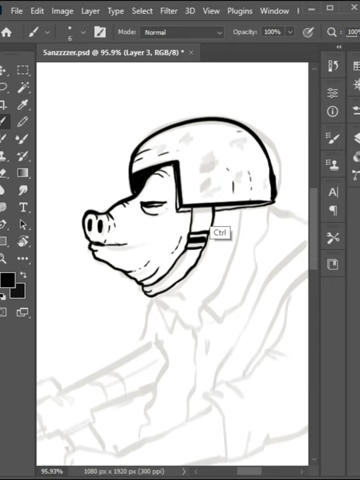 File Edit Image Layer Type Select Filter 3D View Plugins Window
6 Mode: Normal Opacity: 100%
Sanzzzzer.psd @ 95.9% (Layer 3, RGB/8) *
Ctrl
95.93% 1080 px x 1920 px (300 ppi)